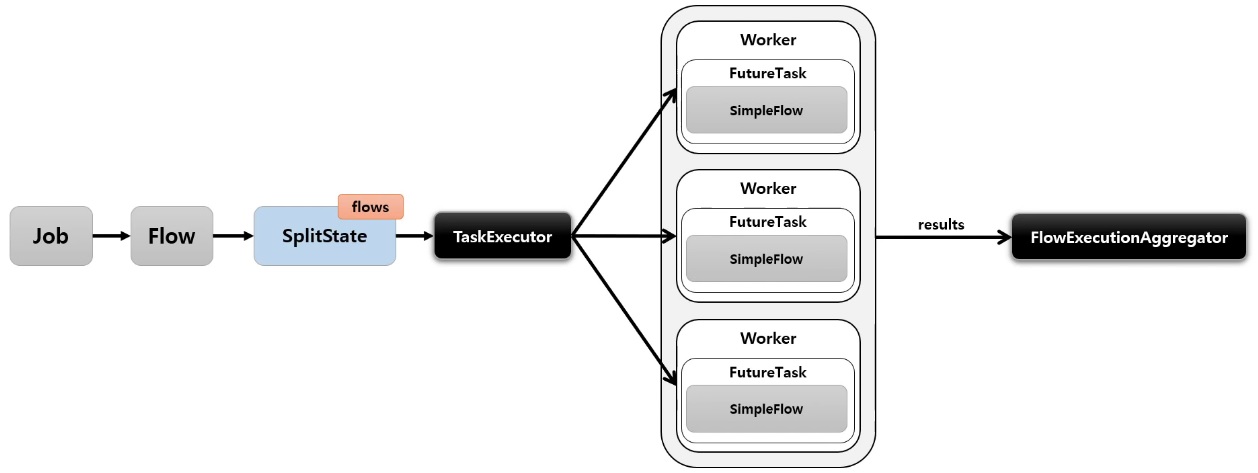 Job
Flow
SplitState
flows
TaskExecutor
Worker
FutureTask
SimpleFlow
Worker
FutureTask
SimpleFlow
Worker
FutureTask
SimpleFlow
results
FlowExecutionAggregator